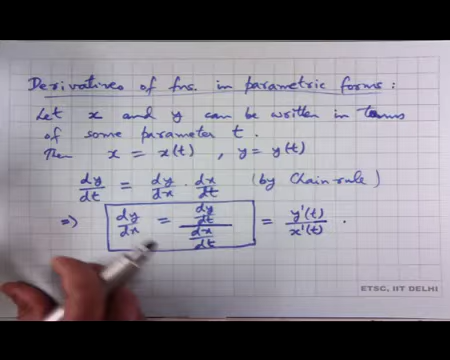 Derivatives of fns. in parametric forms:
Let x and y can be written in terms
of some parameter t.
Then x = x(t) , y = y(t)
dy/dt = dy/dx · dx/dt (by Chain rule)
⇒) dy/dx = (dy/dt)/(dx/dt) = y'(t)/x'(t) .
ETSC, IIT DELHI